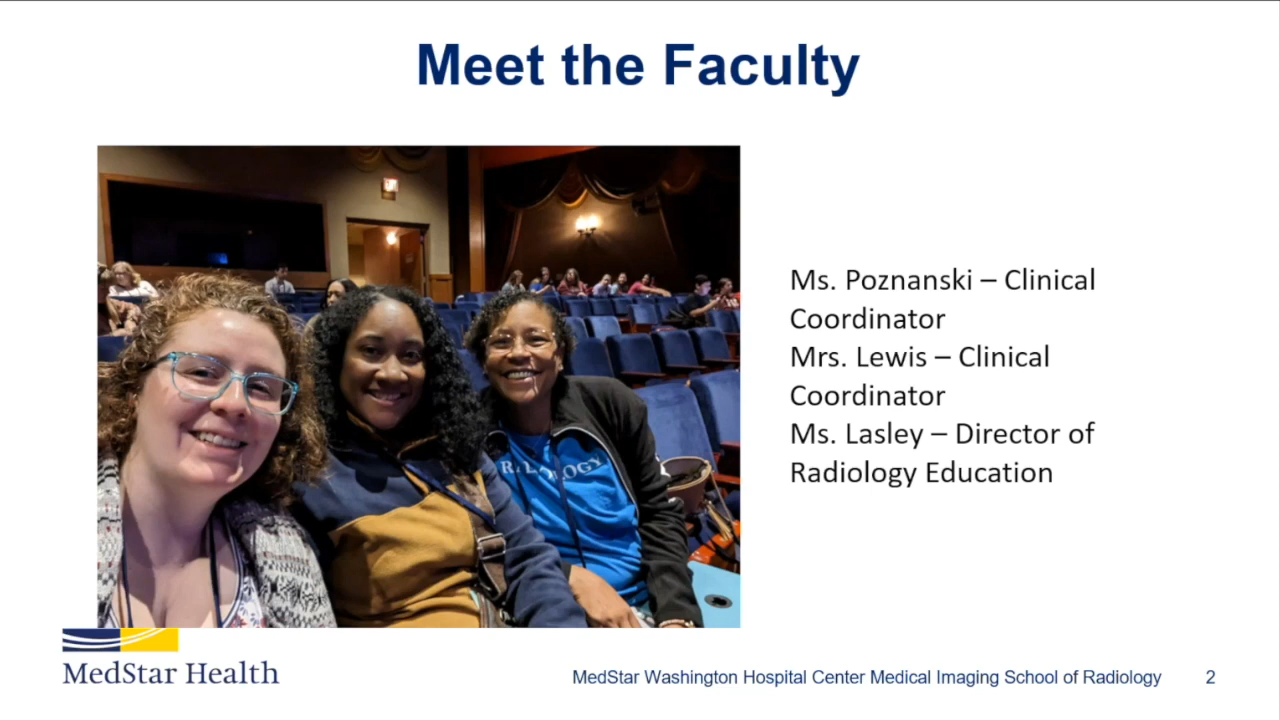 Meet the Faculty
Ms. Poznanski – Clinical
Coordinator
Mrs. Lewis – Clinical
Coordinator
Ms. Lasley – Director of
Radiology Education
MedStar Health
MedStar Washington Hospital Center Medical Imaging School of Radiology 2